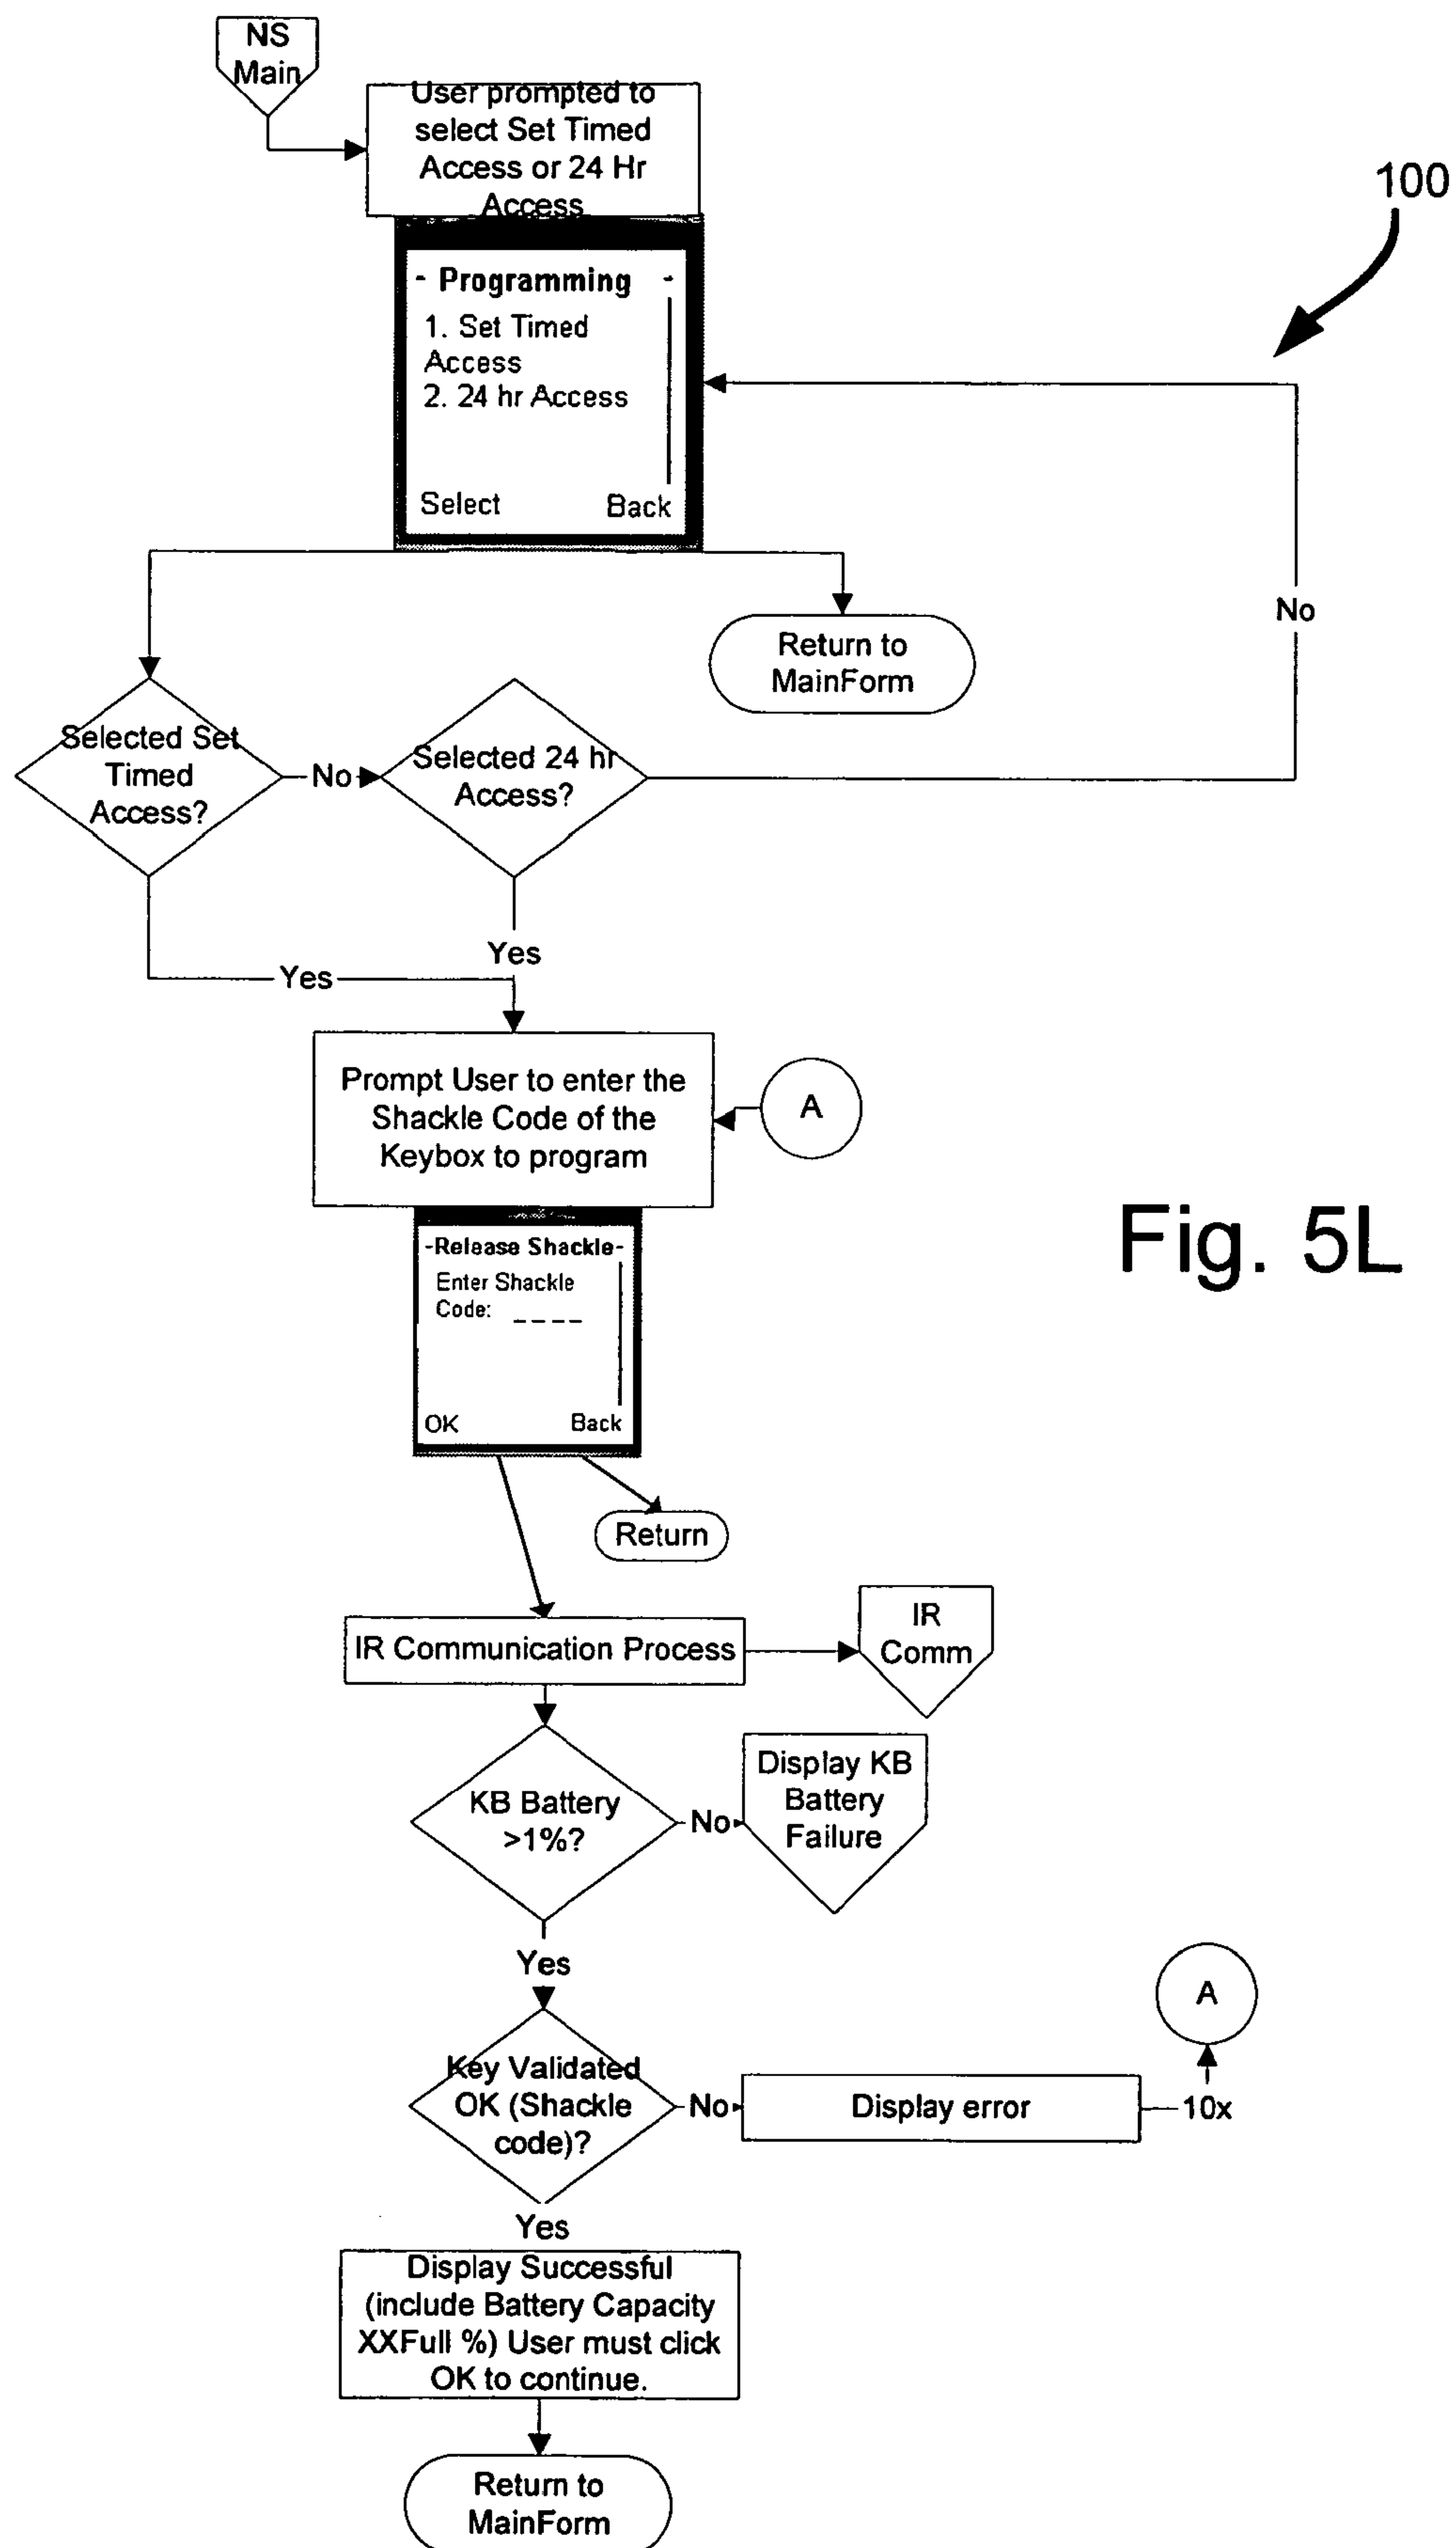 NS
Main
User prompted to
select Set Timed
Access or 24 Hr
Access
100
- Programming -
1. Set Timed
Access
2. 24 hr Access
Select Back
No
Return to
MainForm
Selected Set
Timed
Access?
No
Selected 24 hr
Access?
Yes
Yes
Prompt User to enter the
Shackle Code of the
Keybox to program
A
Fig. 5L
-Release Shackle-
Enter Shackle
Code: _ _ _ _
OK Back
Return
IR Communication Process
IR
Comm
KB Battery
>1%?
No
Display KB
Battery
Failure
Yes
A
Key Validated
OK (Shackle
code)?
No
Display error
10x
Yes
Display Successful
(include Battery Capacity
XXFull %) User must click
OK to continue.
Return to
MainForm